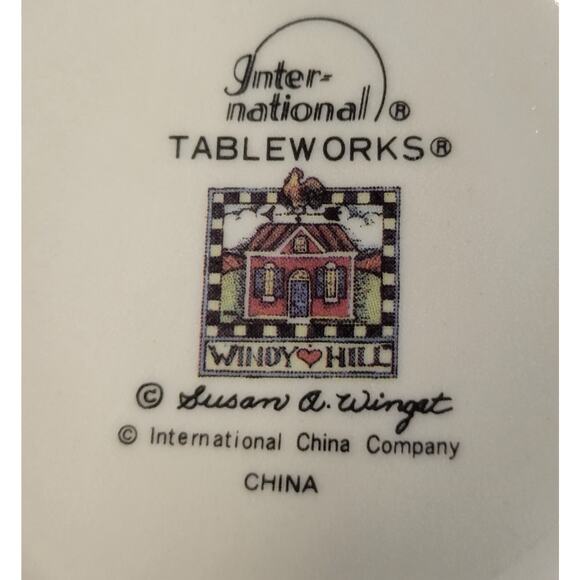 Inter-
national®
TABLEWORKS®
WINDY HILL
© Susan A. Winget
© International China Company
CHINA